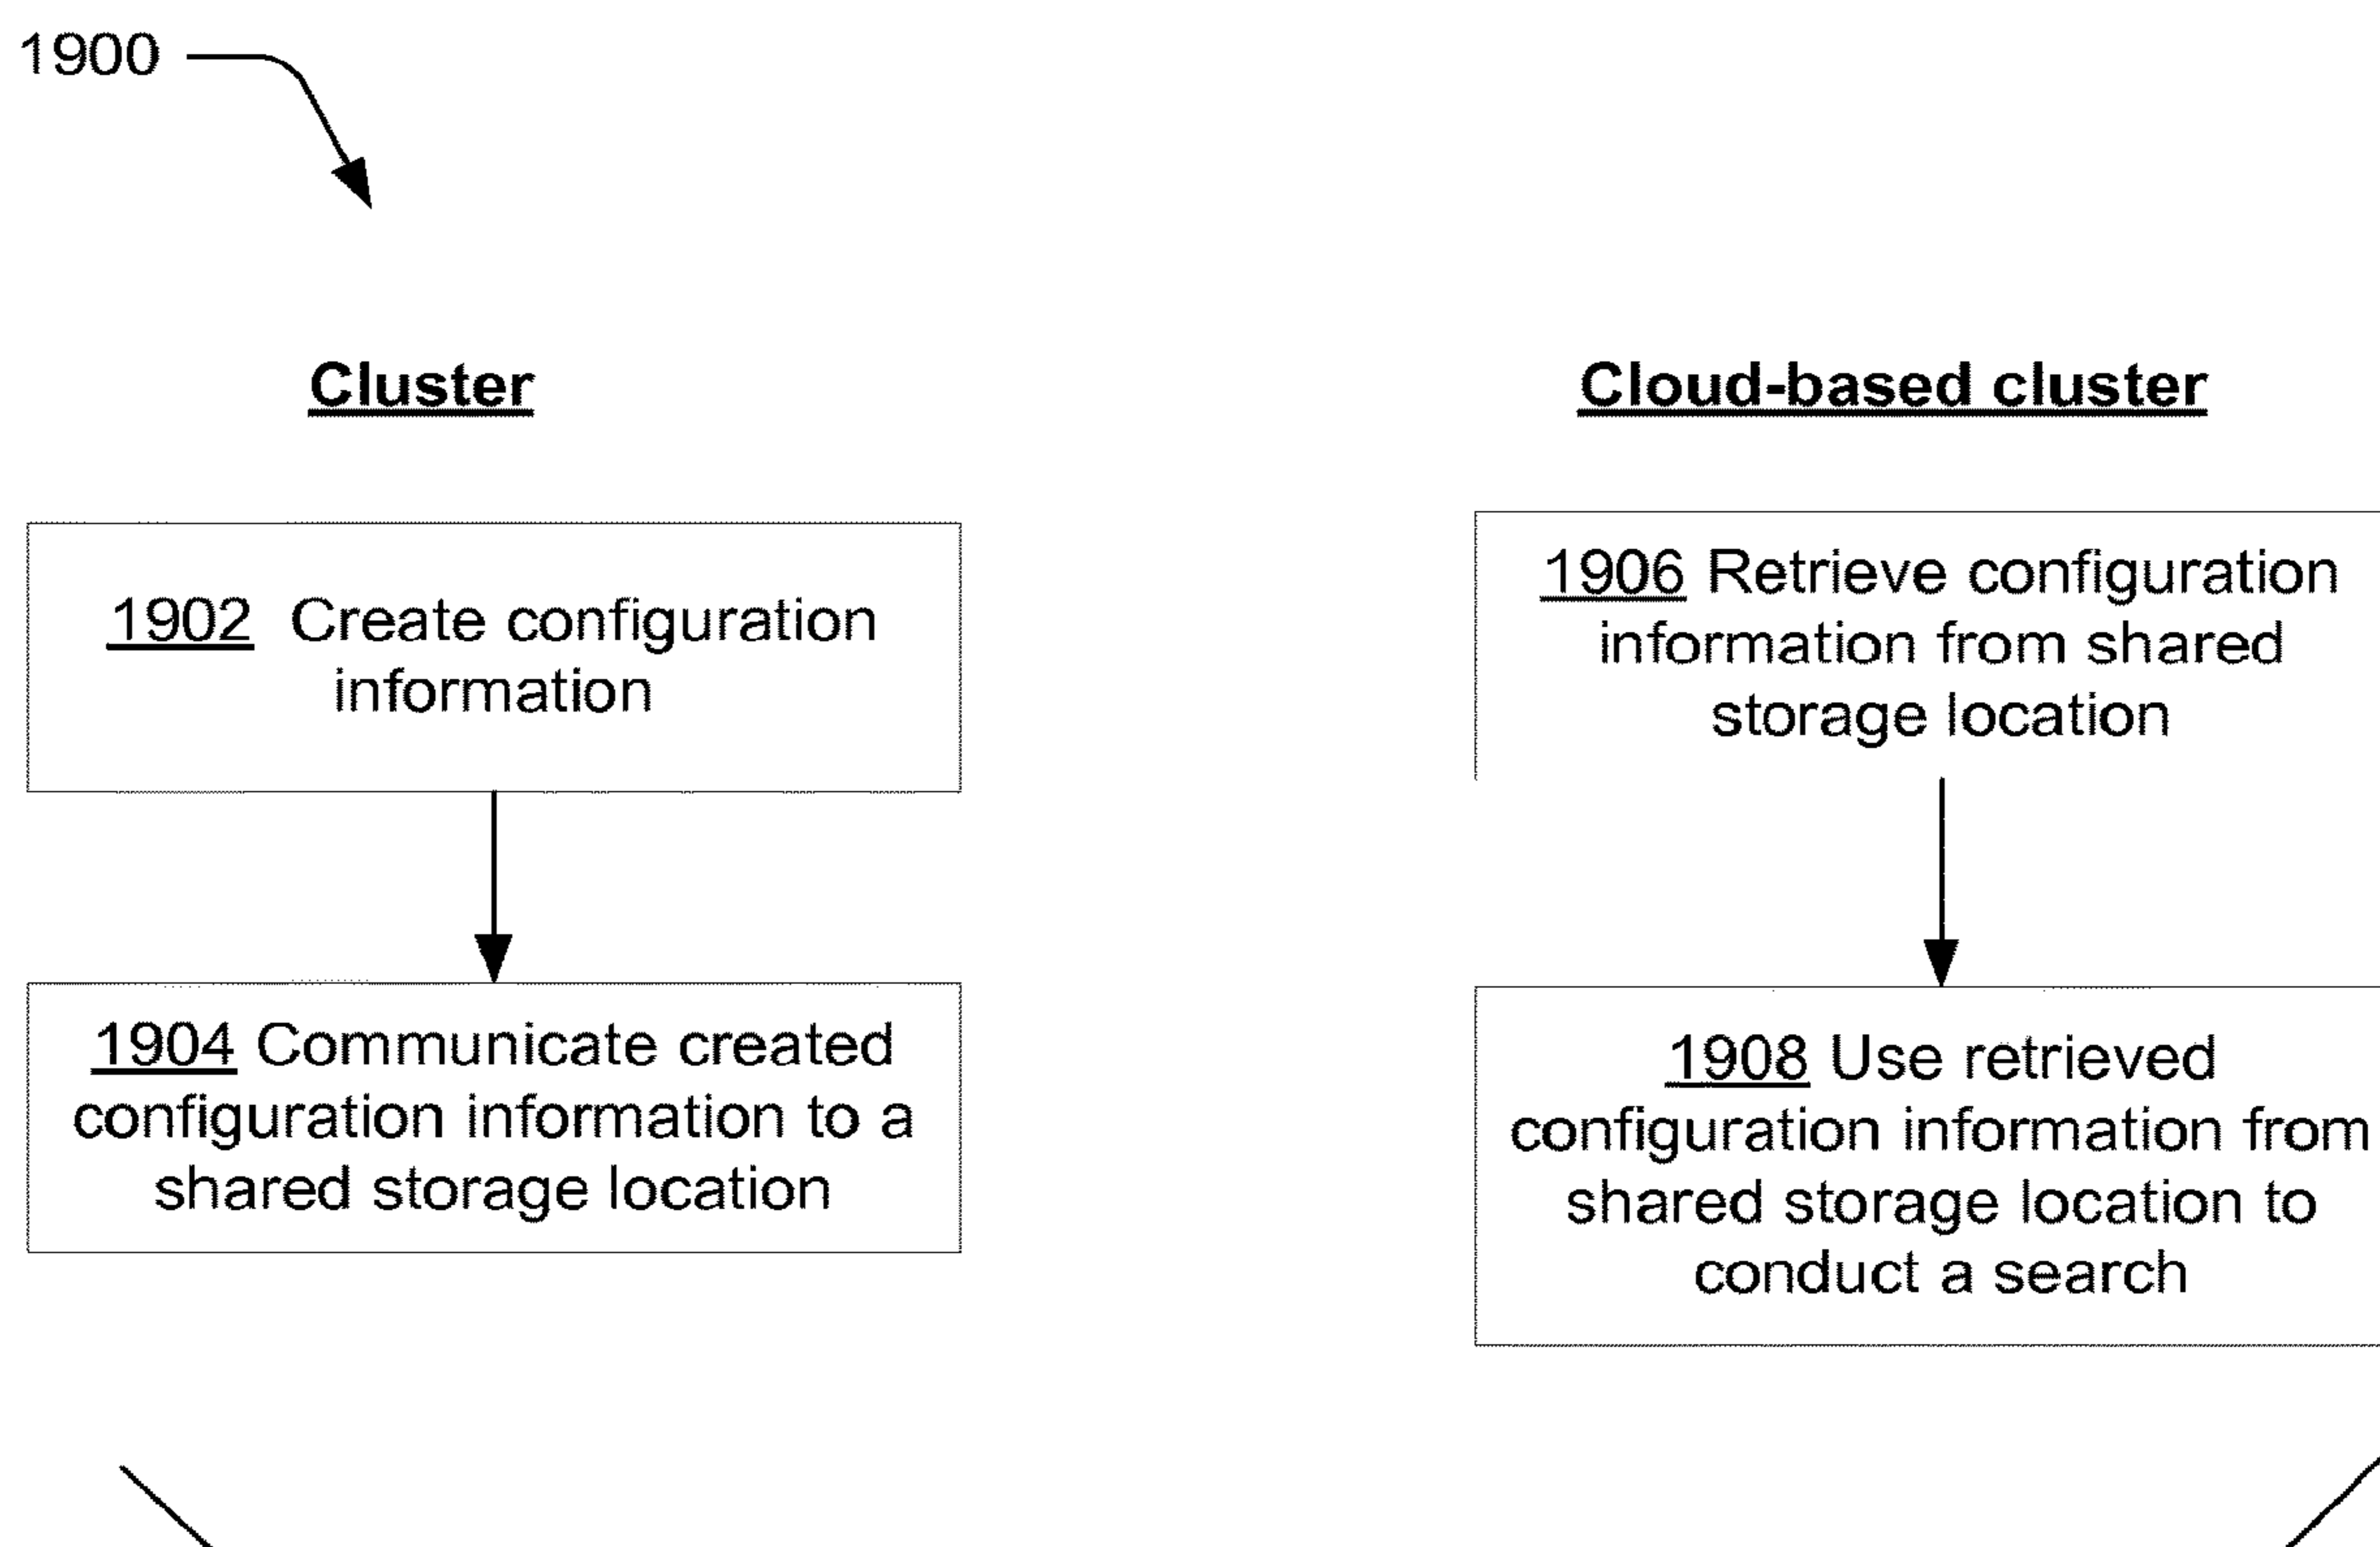 1900
Cluster
1902 Create configuration
information
1904 Communicate created
configuration information to a
shared storage location
Cloud-based cluster
1906 Retrieve configuration
information from shared
storage location
1908 Use retrieved
configuration information from
shared storage location to
conduct a search